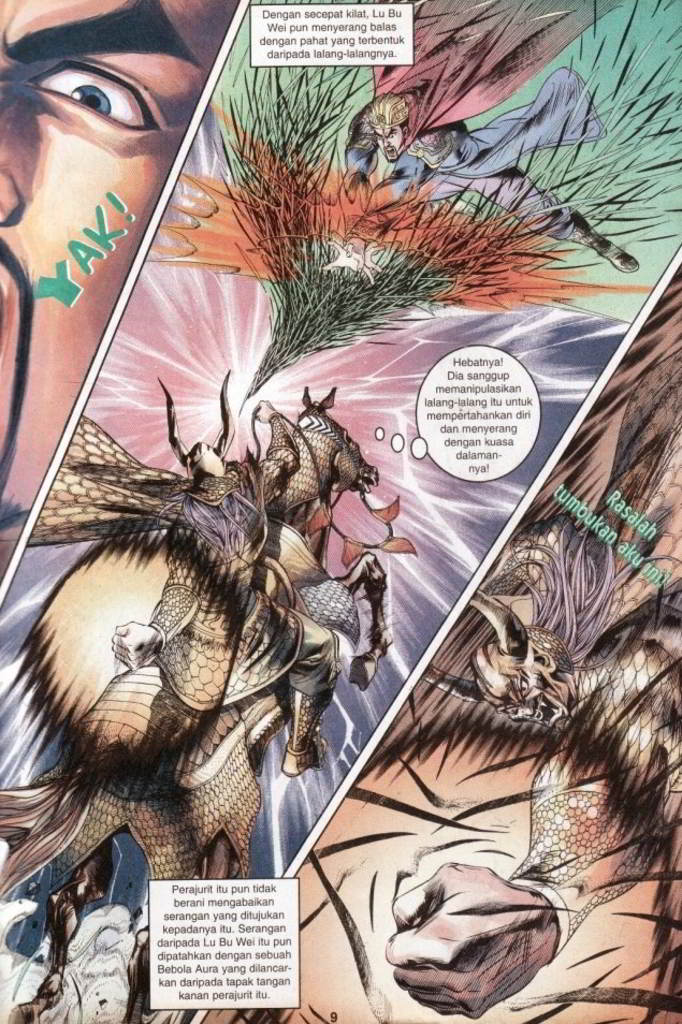 Dengan secepat kilat, Lu Bu
Wei pun menyerang balas
dengan pahat yang terbentuk
daripada lalang-lalangnya.
YAK!
Hebatnya!
Dia sanggup
memanipulasikan
lalang-lalang itu untuk
mempertahankan diri
dan menyerang
dengan kuasa
dalaman-
nya!
Rasalah
tumbukan aku ini!
Perajurit itu pun tidak
berani mengabaikan
serangan yang ditujukan
kepadanya itu. Serangan
daripada Lu Bu Wei itu pun
dipatahkan dengan sebuah
Bebola Aura yang dilancar-
kan daripada tapak tangan
kanan perajurit itu.
9